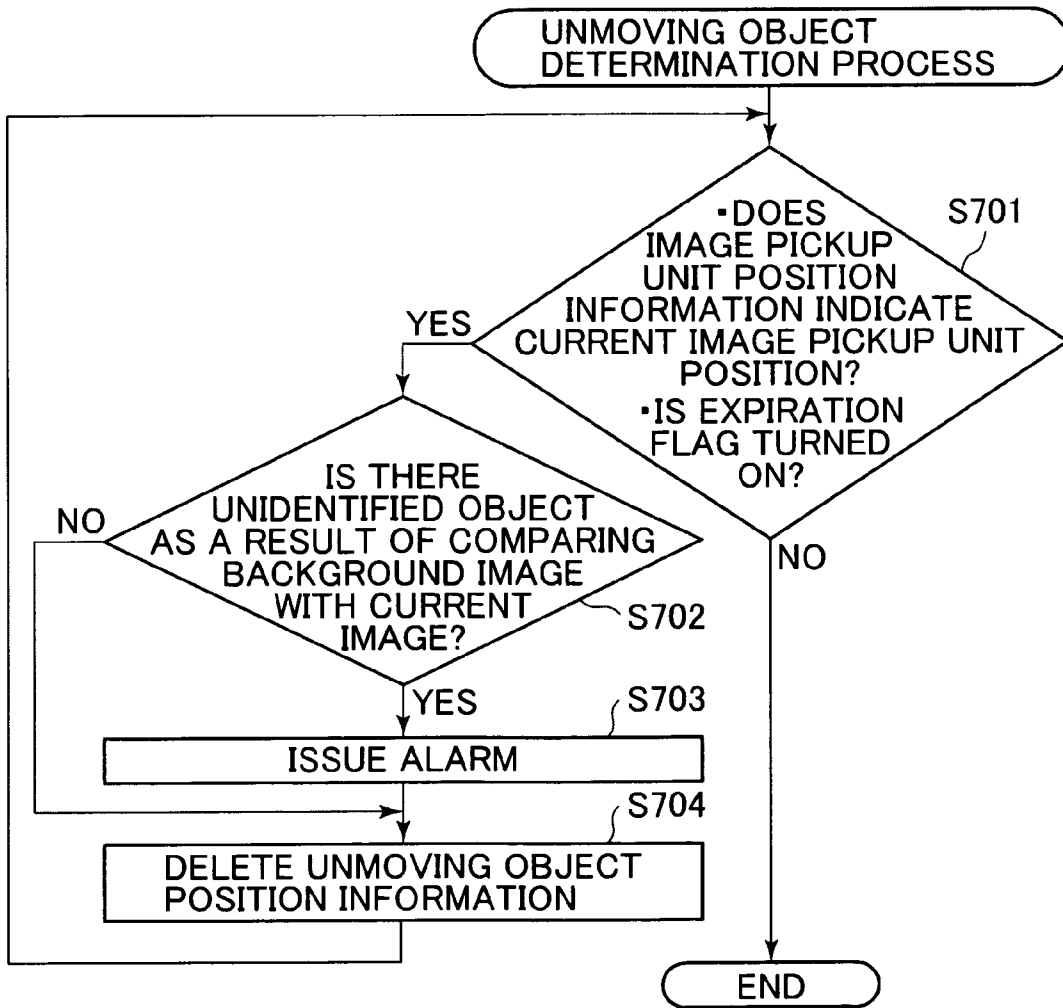 UNMOVING OBJECT
DETERMINATION PROCESS
S701
▪DOES
IMAGE PICKUP
UNIT POSITION
INFORMATION INDICATE
CURRENT IMAGE PICKUP UNIT
POSITION?
▪IS EXPIRATION
FLAG TURNED
ON?
YES
NO
IS THERE
UNIDENTIFIED OBJECT
AS A RESULT OF COMPARING
BACKGROUND IMAGE
WITH CURRENT
IMAGE?
NO
S702
YES
S703
ISSUE ALARM
S704
DELETE UNMOVING OBJECT
POSITION INFORMATION
END